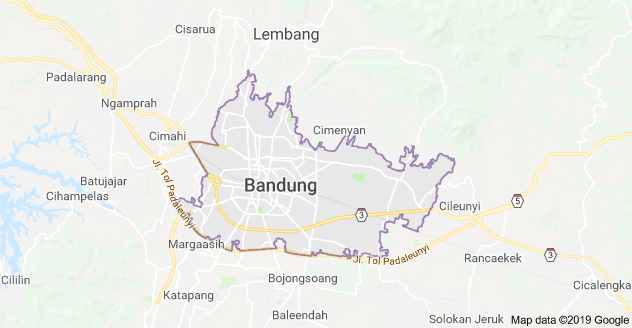 Cisarua
Lembang
Padalarang
Ngamprah
Cimahi
Cimenyan
Jl. Tol Padaleunyi
Batujajar
Cihampelas
Bandung
Cileunyi
5
3
Margaasih
Jl. Tol Padaleunyi
Rancaekek
3
Cililin
Bojongsoang
Katapang
Cicalengka
Baleendah
Solokan Jeruk
Map data ©2019 Google